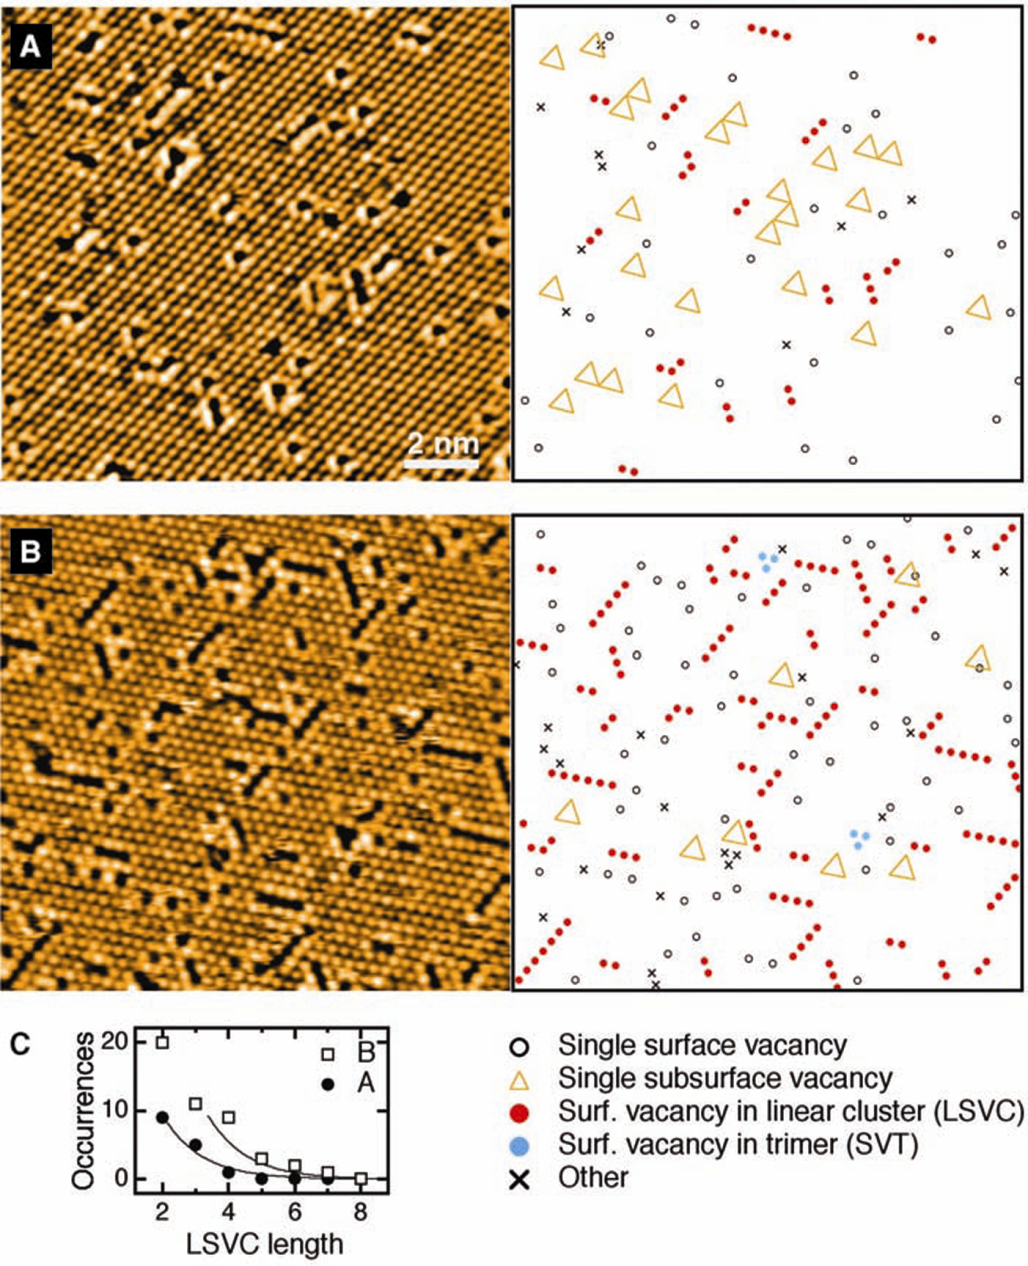 A
2 nm
B
C
Occurrences
20
10
0
B
A
2 4 6 8
LSVC length
Single surface vacancy
Single subsurface vacancy
Surf. vacancy in linear cluster (LSVC)
Surf. vacancy in trimer (SVT)
Other